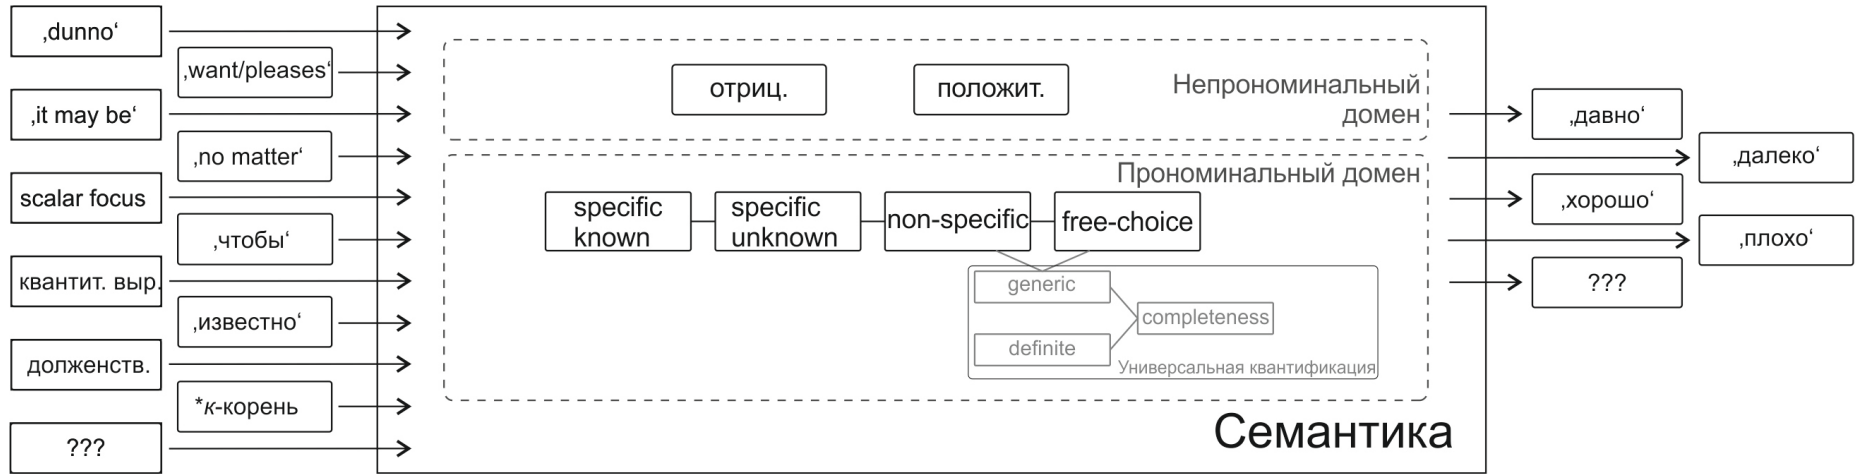 ‚dunno‘
‚want/pleases‘
‚it may be‘
‚no matter‘
scalar focus
‚чтобы‘
квантит. выр.
‚известно‘
долженств.
*к-корень
???
отриц.
положит.
Непрономинальный
домен
Прономинальный домен
specific
known
specific
unknown
non-specific
free-choice
generic
completeness
definite
Универсальная квантификация
Семантика
‚давно‘
‚далеко‘
‚хорошо‘
‚плохо‘
???